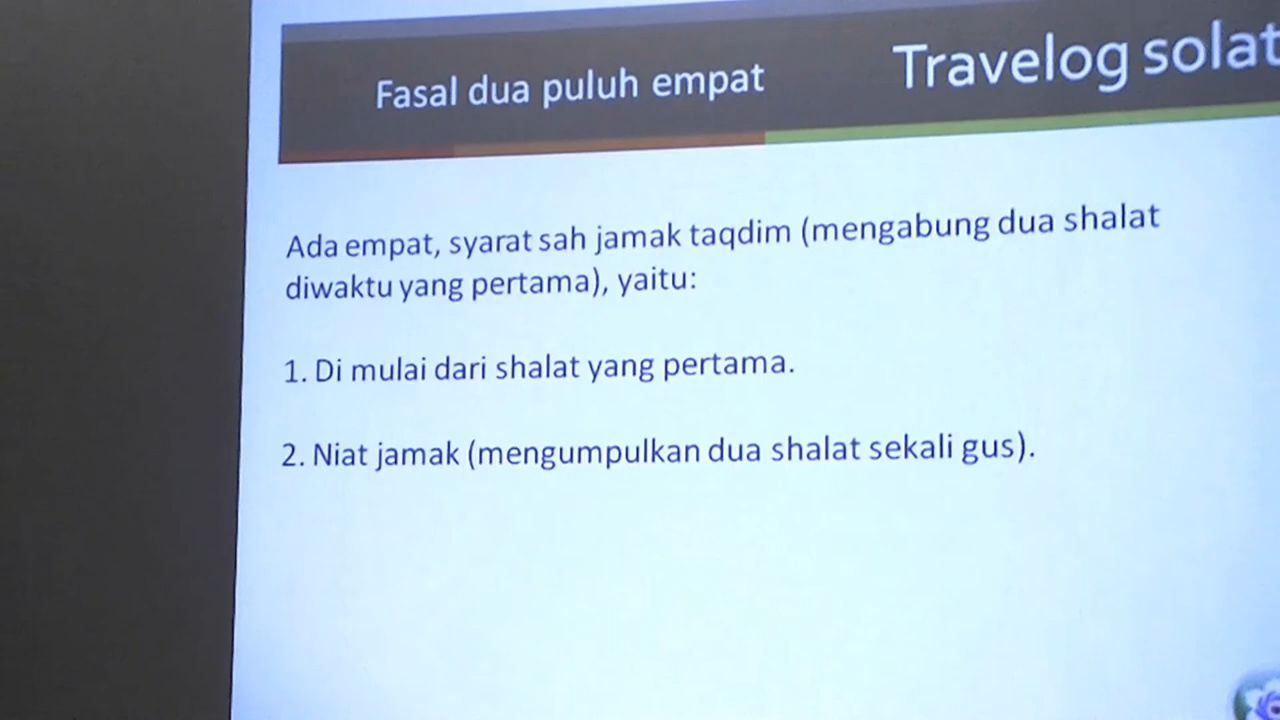 Fasal dua puluh empat
Travelog solat
Ada empat, syarat sah jamak taqdim (mengabung dua shalat
diwaktu yang pertama), yaitu:
1. Di mulai dari shalat yang pertama.
2. Niat jamak (mengumpulkan dua shalat sekali gus).